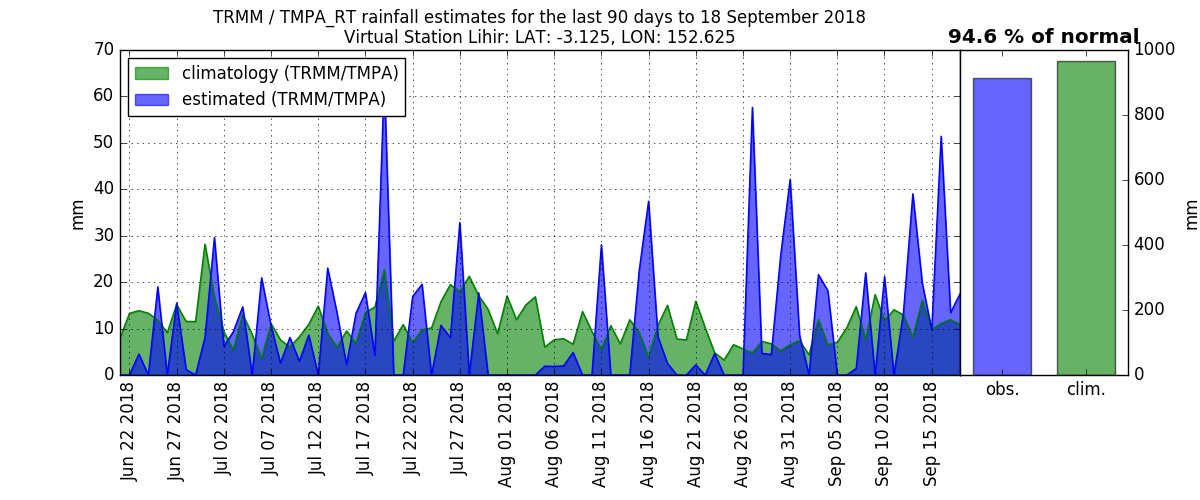 TRMM / TMPA_RT rainfall estimates for the last 90 days to 18 September 2018
Virtual Station Lihir: LAT: -3.125, LON: 152.625
94.6 % of normal
climatology (TRMM/TMPA)
estimated (TRMM/TMPA)
70
60
50
40
30
20
10
0
mm
Jun 22 2018
Jun 27 2018
Jul 02 2018
Jul 07 2018
Jul 12 2018
Jul 17 2018
Jul 22 2018
Jul 27 2018
Aug 01 2018
Aug 06 2018
Aug 11 2018
Aug 16 2018
Aug 21 2018
Aug 26 2018
Aug 31 2018
Sep 05 2018
Sep 10 2018
Sep 15 2018
obs.
clim.
1000
800
600
400
200
0
mm